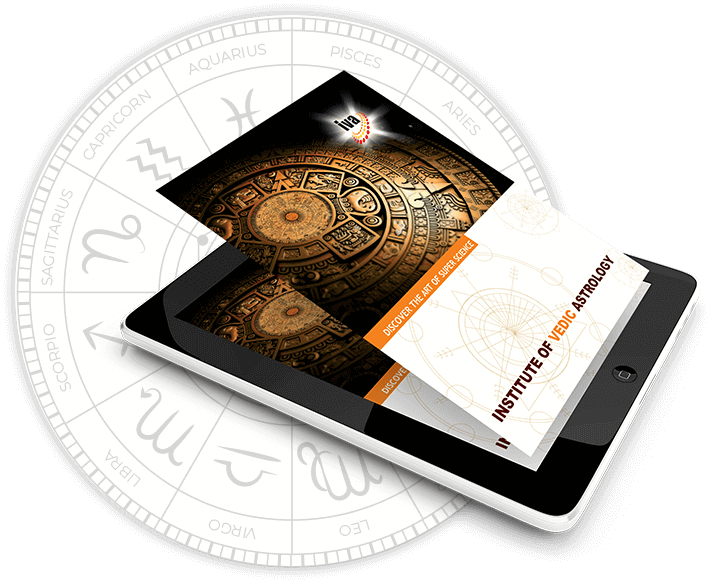 AQUARIUS
PISCES
ARIES
CAPRICORN
SAGITTARIUS
SCORPIO
LIBRA
VIRGO
LEO
iva
DISCOVER THE ART OF SUPER SCIENCE
INSTITUTE OF VEDIC ASTROLOGY
DISCOVE
IN